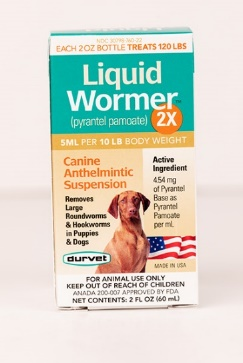 EACH 2 OZ BOTTLE TREATS 120 LBS
Liquid
Wormer™
(pyrantel pamoate) 2X
5ML PER 10 LB BODY WEIGHT
Canine
Anthelmintic
Suspension
Removes
Large
Roundworms
& Hookworms
in Puppies
& Dogs
Active
Ingredient
4.54 mg
of Pyrantel
Base as
Pyrantel
Pamoate
per mL
durvet
MADE IN USA
FOR ANIMAL USE ONLY
KEEP OUT OF REACH OF CHILDREN
ANADA 200-007 APPROVED BY FDA
NET CONTENTS: 2 FL OZ (60 mL)